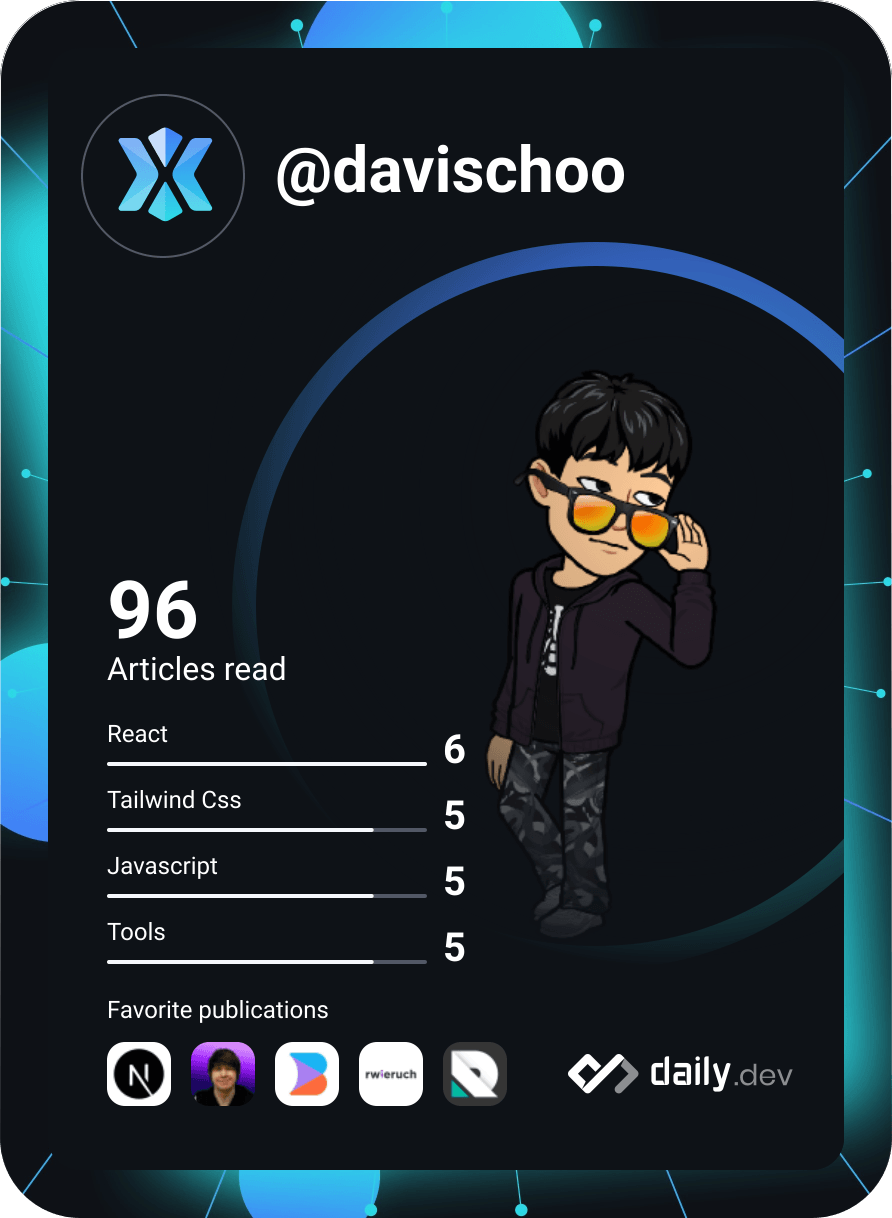 @davischoo
96
Articles read
React
6
Tailwind Css
5
Javascript
5
Tools
5
Favorite publications
N
rwieruch
daily.dev